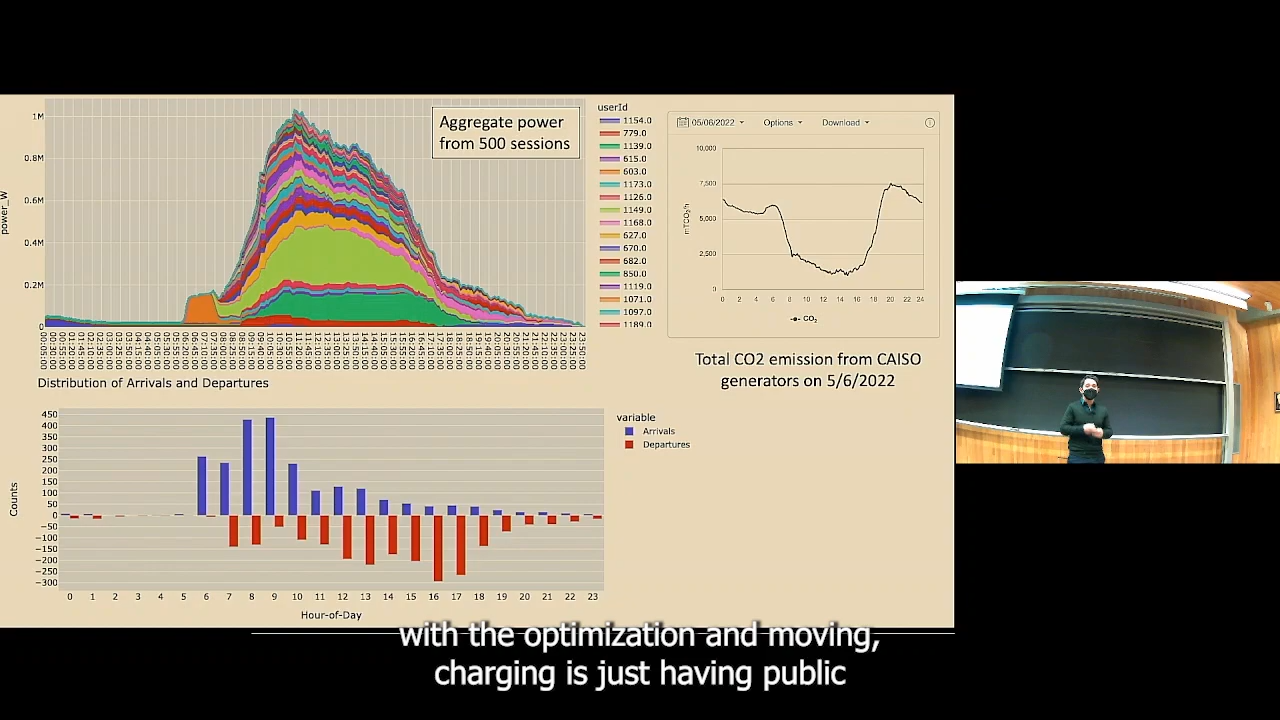 Aggregate power
from 500 sessions
power_W
1M
0.8M
0.6M
0.4M
0.2M
0
userId
1154.0
779.0
1139.0
615.0
603.0
1173.0
1126.0
1149.0
1168.0
627.0
670.0
682.0
850.0
1119.0
1071.0
1097.0
1189.0
05/06/2022
Options
Download
mTCO₂/h
10,000
7,500
5,000
2,500
0
0 2 4 6 8 10 12 14 16 18 20 22 24
CO₂
Total CO2 emission from CAISO
generators on 5/6/2022
Distribution of Arrivals and Departures
Counts
450
400
350
300
250
200
150
100
50
0
−50
−100
−150
−200
−250
−300
0 1 2 3 4 5 6 7 8 9 10 11 12 13 14 15 16 17 18 19 20 21 22 23
Hour-of-Day
variable
Arrivals
Departures
with the optimization and moving,
charging is just having public